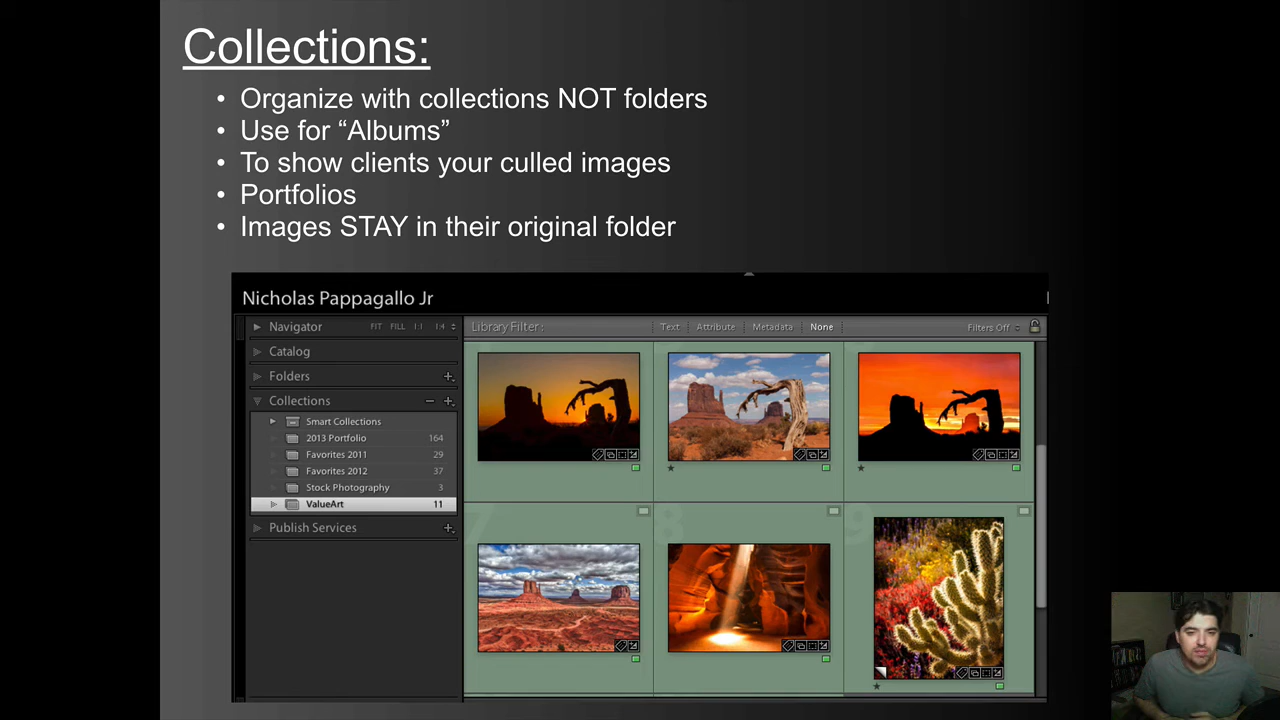 Collections:
• Organize with collections NOT folders
• Use for “Albums”
• To show clients your culled images
• Portfolios
• Images STAY in their original folder
Nicholas Pappagallo Jr
Navigator FIT FILL 1:1 1:4
Library Filter: Text Attribute Metadata None Filters Off
Catalog
Folders
Collections
Smart Collections
2013 Portfolio 164
Favorites 2011 29
Favorites 2012 37
Stock Photography 3
ValueArt 11
Publish Services
7 8 9